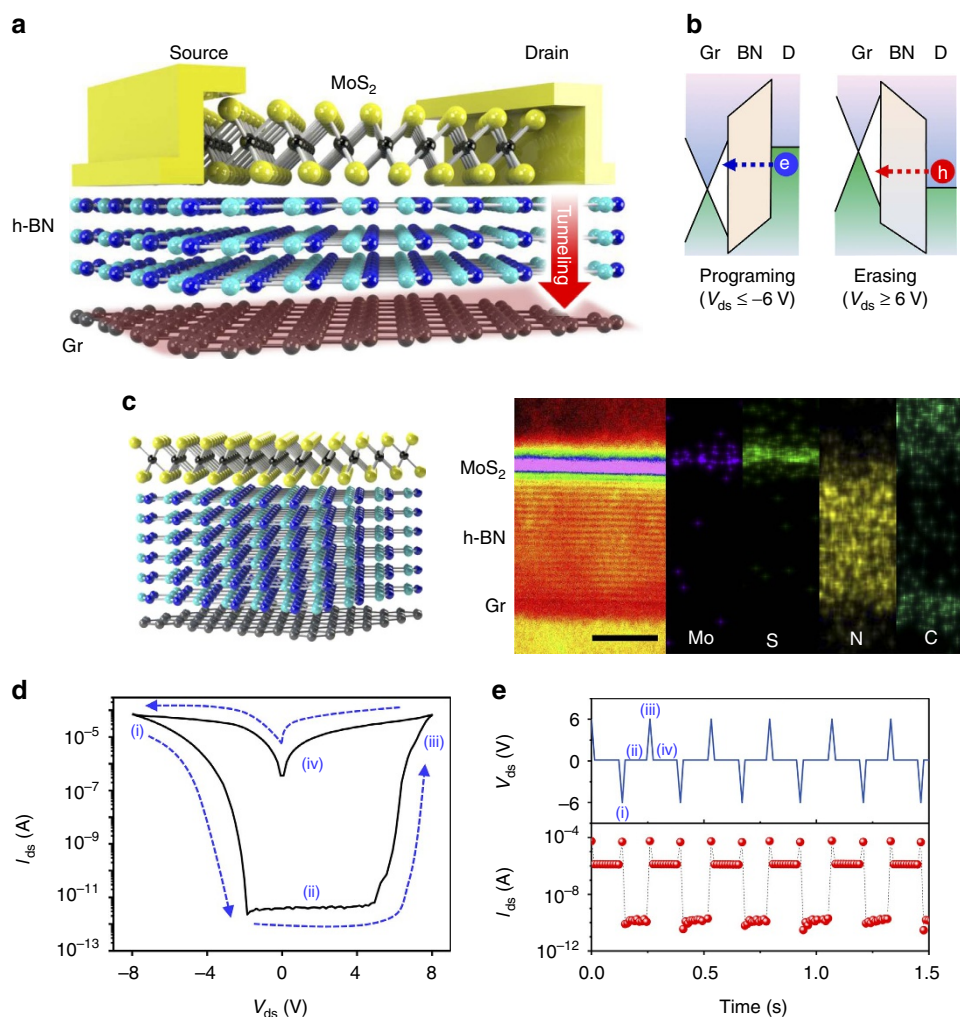 a
Source
Drain
MoS2
h-BN
Tunneling
Gr
b
Gr BN D
Gr BN D
e
h
Programing
(Vds ≤ −6 V)
Erasing
(Vds ≥ 6 V)
c
MoS2
h-BN
Gr
Mo
S
N
C
d
10−5
10−7
10−9
10−11
10−13
Ids (A)
(i)
(ii)
(iii)
(iv)
−8 −4 0 4 8
Vds (V)
e
6
0
−6
Vds (V)
(iii)
(ii)
(iv)
(i)
10−4
10−8
10−12
Ids (A)
0.0 0.5 1.0 1.5
Time (s)